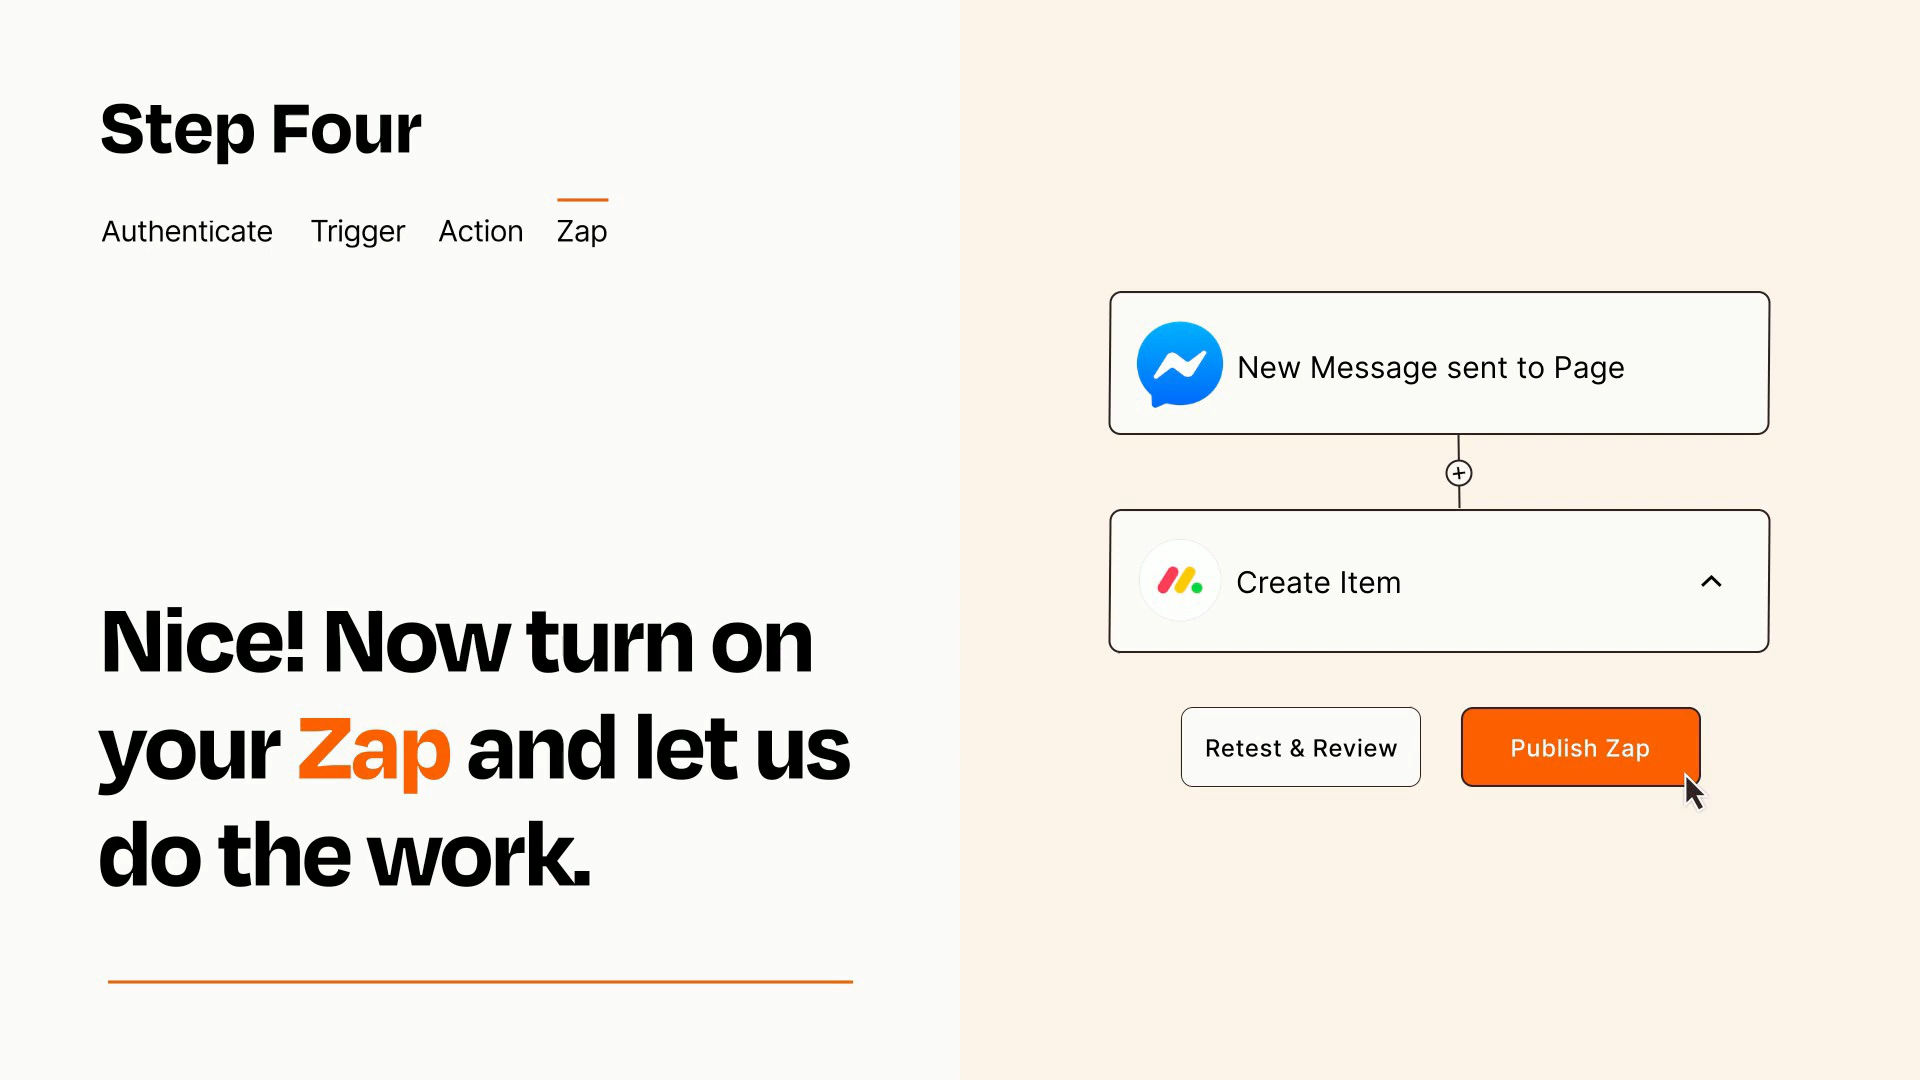 Step Four
Authenticate Trigger Action Zap
Nice! Now turn on
your Zap and let us
do the work.
New Message sent to Page
Create Item
Retest & Review
Publish Zap